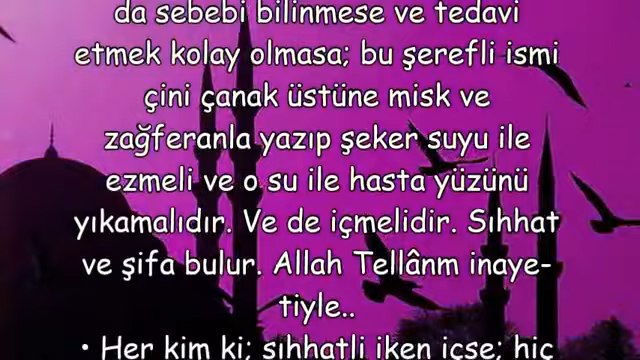 da sebebi bilinmese ve tedavi
etmek kolay olmasa; bu şerefli ismi
çini çanak üstüne misk ve
zağferanla yazıp şeker suyu ile
ezmeli ve o su ile hasta yüzünü
yıkamalıdır. Ve de içmelidir. Sıhhat
ve şifa bulur. Allah Tellânm inaye-
tiyle..
• Her kim ki; sıhhatli iken içse; hiç